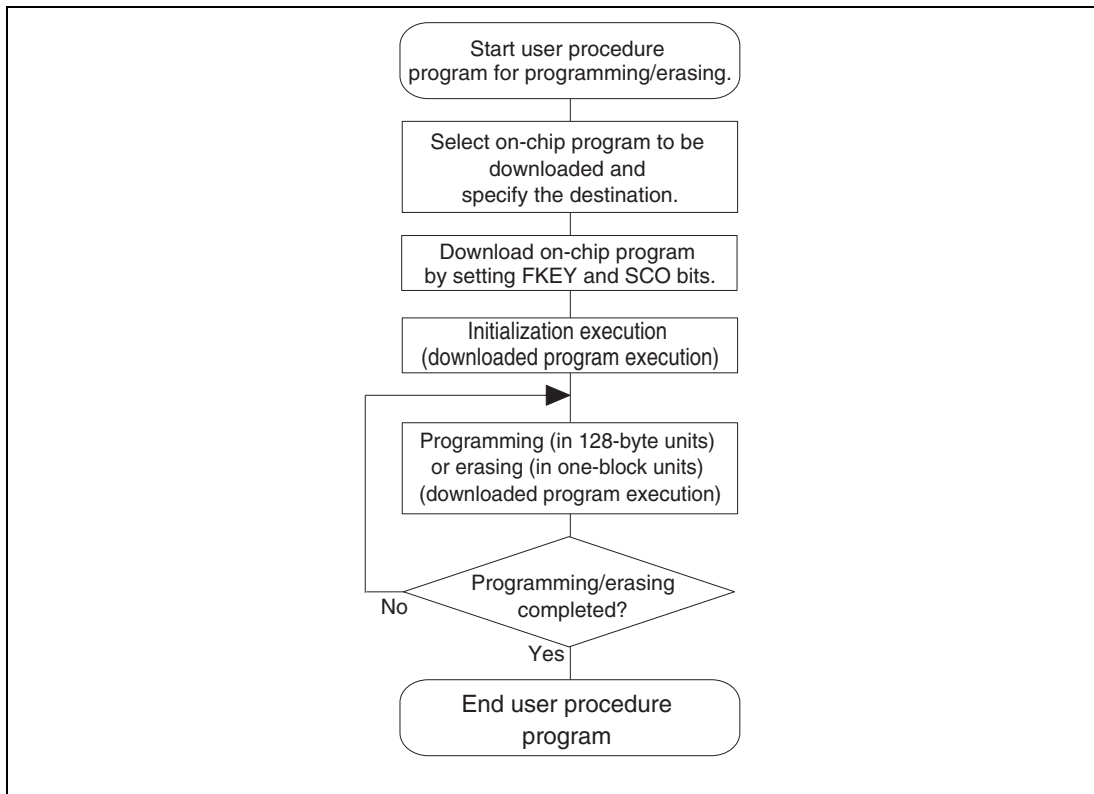 Start user procedure
program for programming/erasing.
Select on-chip program to be
downloaded and
specify the destination.
Download on-chip program
by setting FKEY and SCO bits.
Initialization execution
(downloaded program execution)
Programming (in 128-byte units)
or erasing (in one-block units)
(downloaded program execution)
Programming/erasing
completed?
No
Yes
End user procedure
program